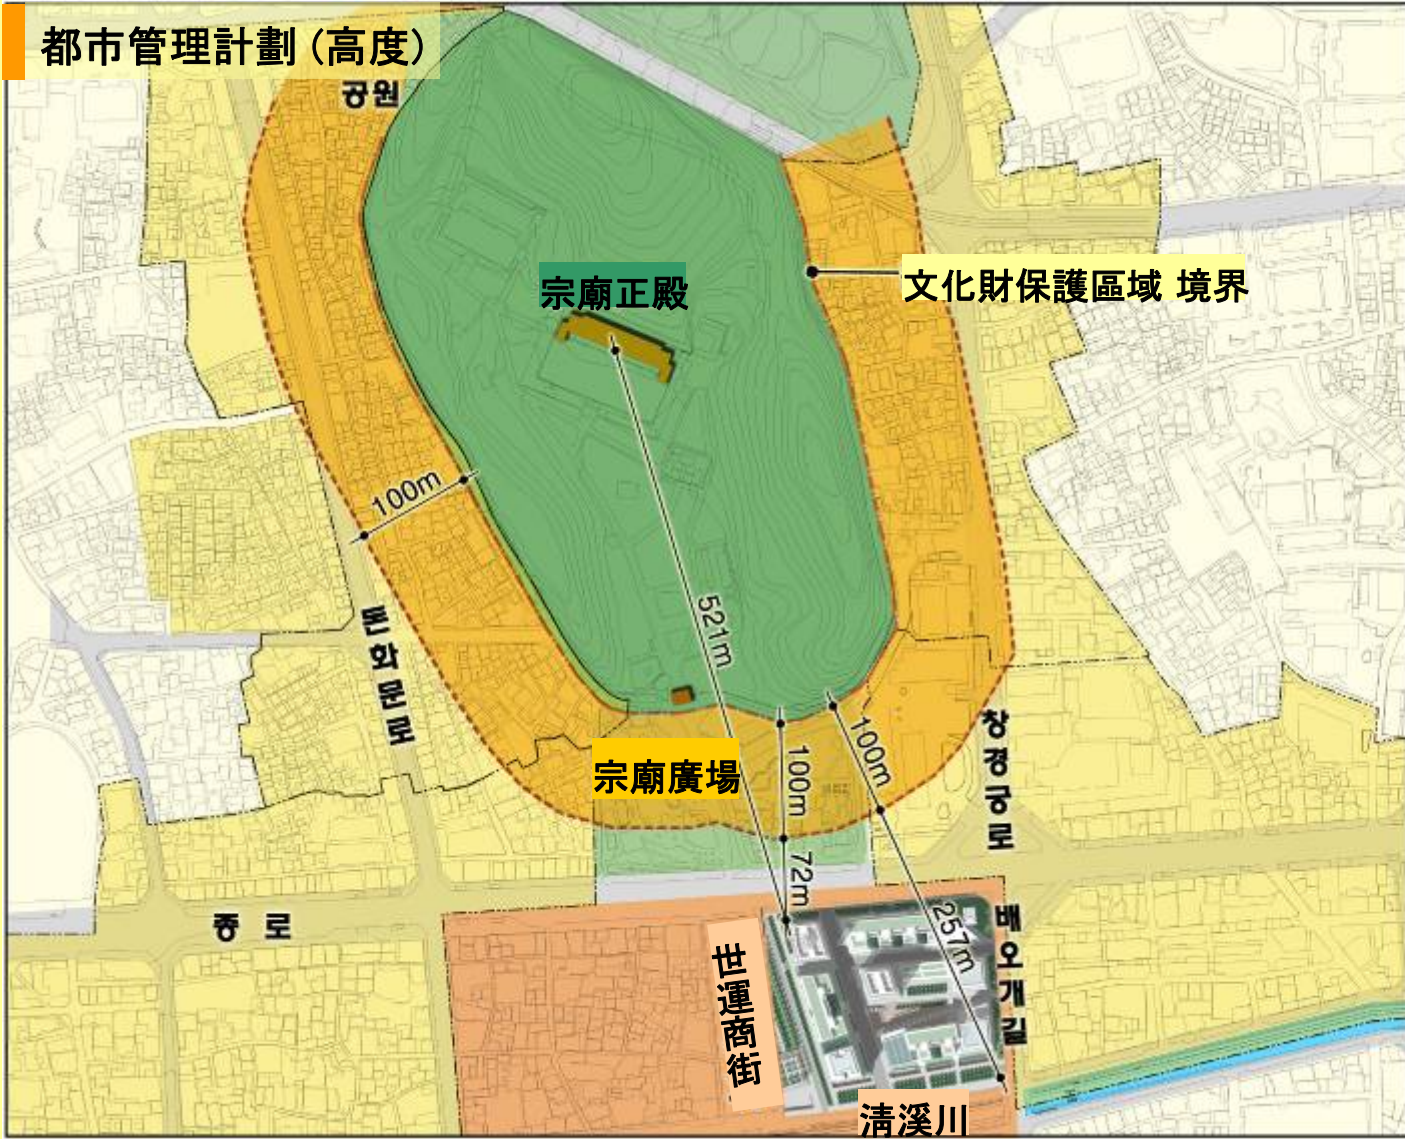 都市管理計劃 (高度)
공원
宗廟正殿
文化財保護區域 境界
100m
521m
돈화문로
宗廟廣場
100m
100m
창경궁로
72m
종 로
257m
배오개길
世運商街
淸溪川